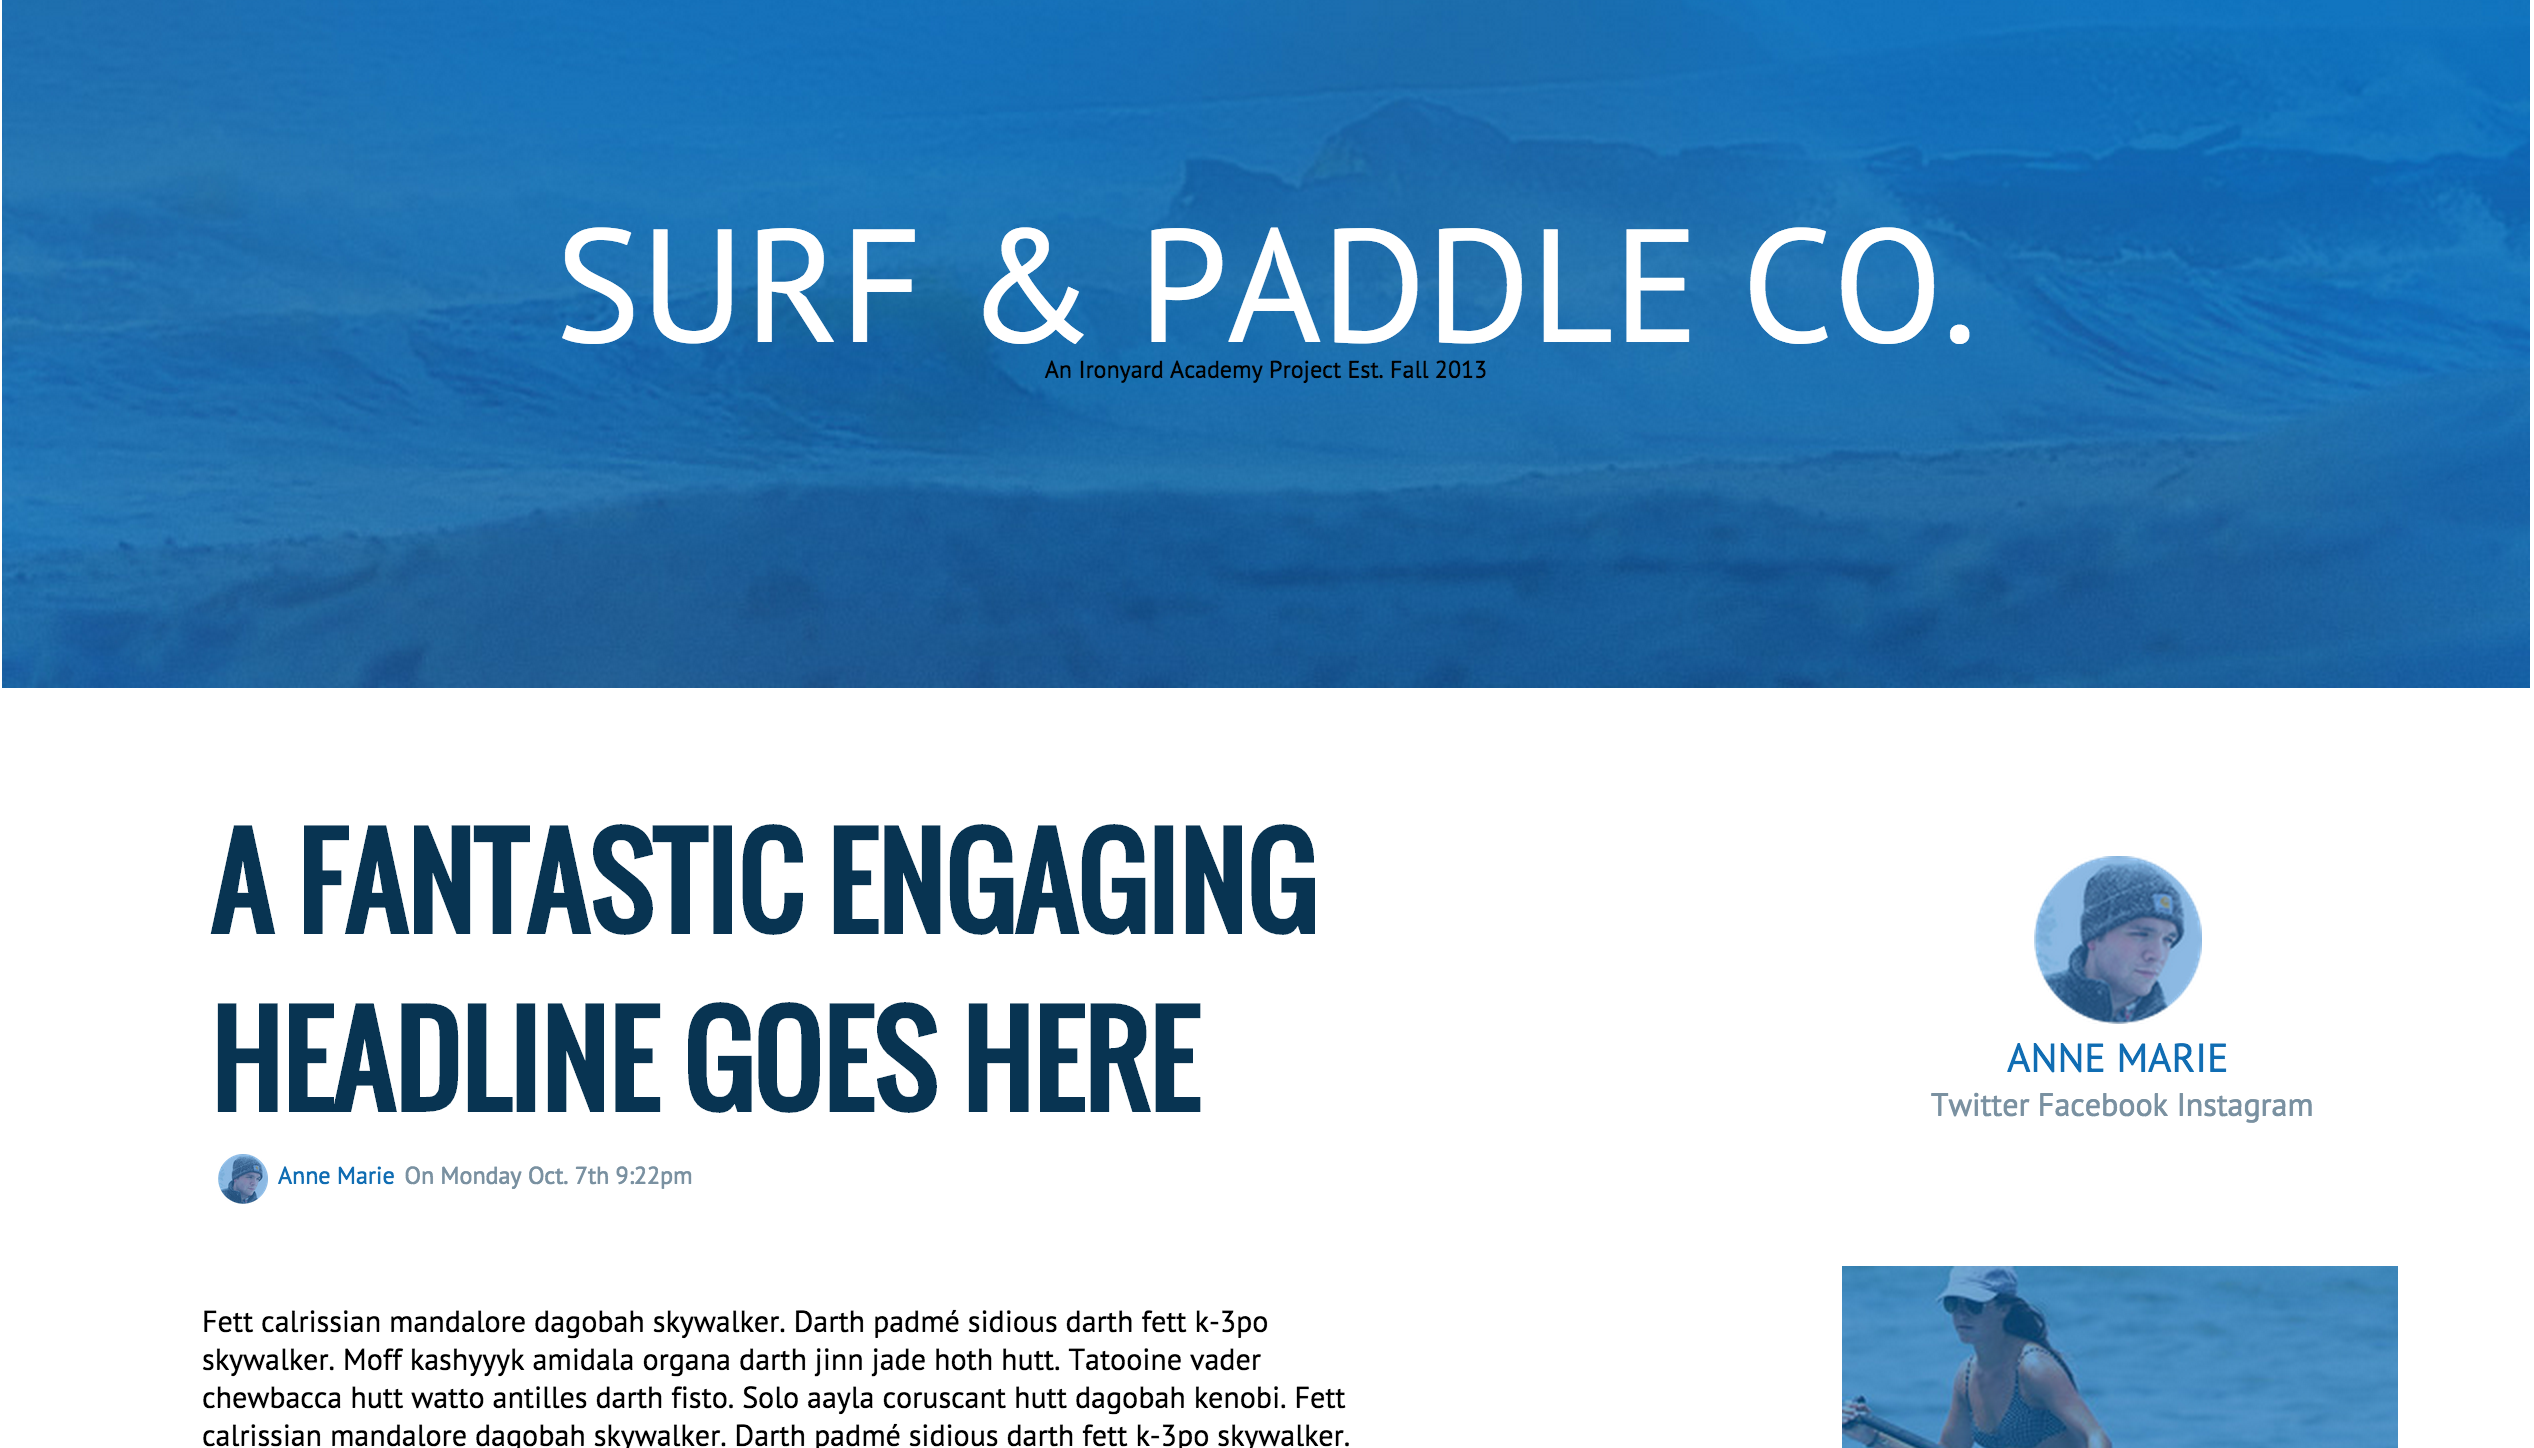 SURF & PADDLE CO.
An Ironyard Academy Project Est. Fall 2013
A FANTASTIC ENGAGING
HEADLINE GOES HERE
Anne Marie On Monday Oct. 7th 9:22pm
Fett calrissian mandalore dagobah skywalker. Darth padmé sidious darth fett k-3po
skywalker. Moff kashyyyk amidala organa darth jinn jade hoth hutt. Tatooine vader
chewbacca hutt watto antilles darth fisto. Solo aayla coruscant hutt dagobah kenobi. Fett
calrissian mandalore dagobah skywalker. Darth padmé sidious darth fett k-3po skywalker.
ANNE MARIE
Twitter Facebook Instagram